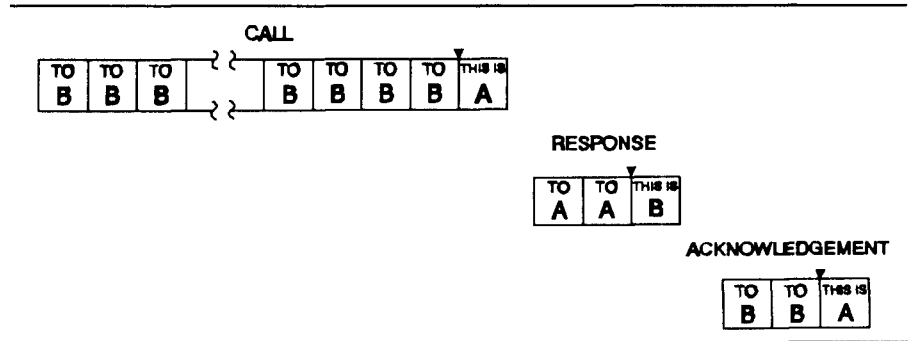 CALL
TO TO TO TO TO TO TO THIS IS
B B B B B B B A
RESPONSE
TO TO THIS IS
A A B
ACKNOWLEDGEMENT
TO TO THIS IS
B B A